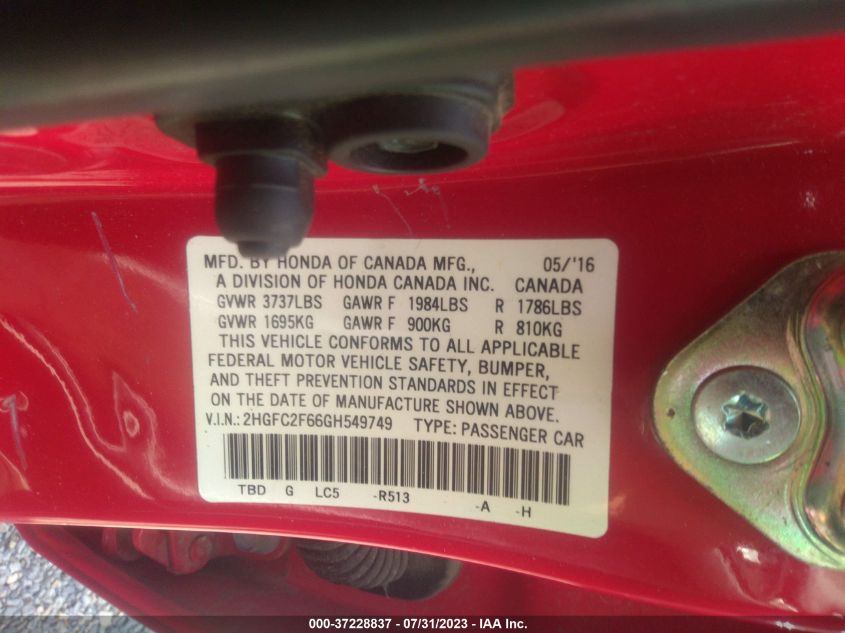 MFD. BY HONDA OF CANADA MFG., 05/'16
A DIVISION OF HONDA CANADA INC. CANADA
GVWR 3737LBS GAWR F 1984LBS R 1786LBS
GVWR 1695KG GAWR F 900KG R 810KG
THIS VEHICLE CONFORMS TO ALL APPLICABLE
FEDERAL MOTOR VEHICLE SAFETY, BUMPER,
AND THEFT PREVENTION STANDARDS IN EFFECT
ON THE DATE OF MANUFACTURE SHOWN ABOVE.
V.I.N.: 2HGFC2F66GH549749 TYPE: PASSENGER CAR
TBD G LC5 -R513 -A -H
000-37228837 - 07/31/2023 - IAA Inc.